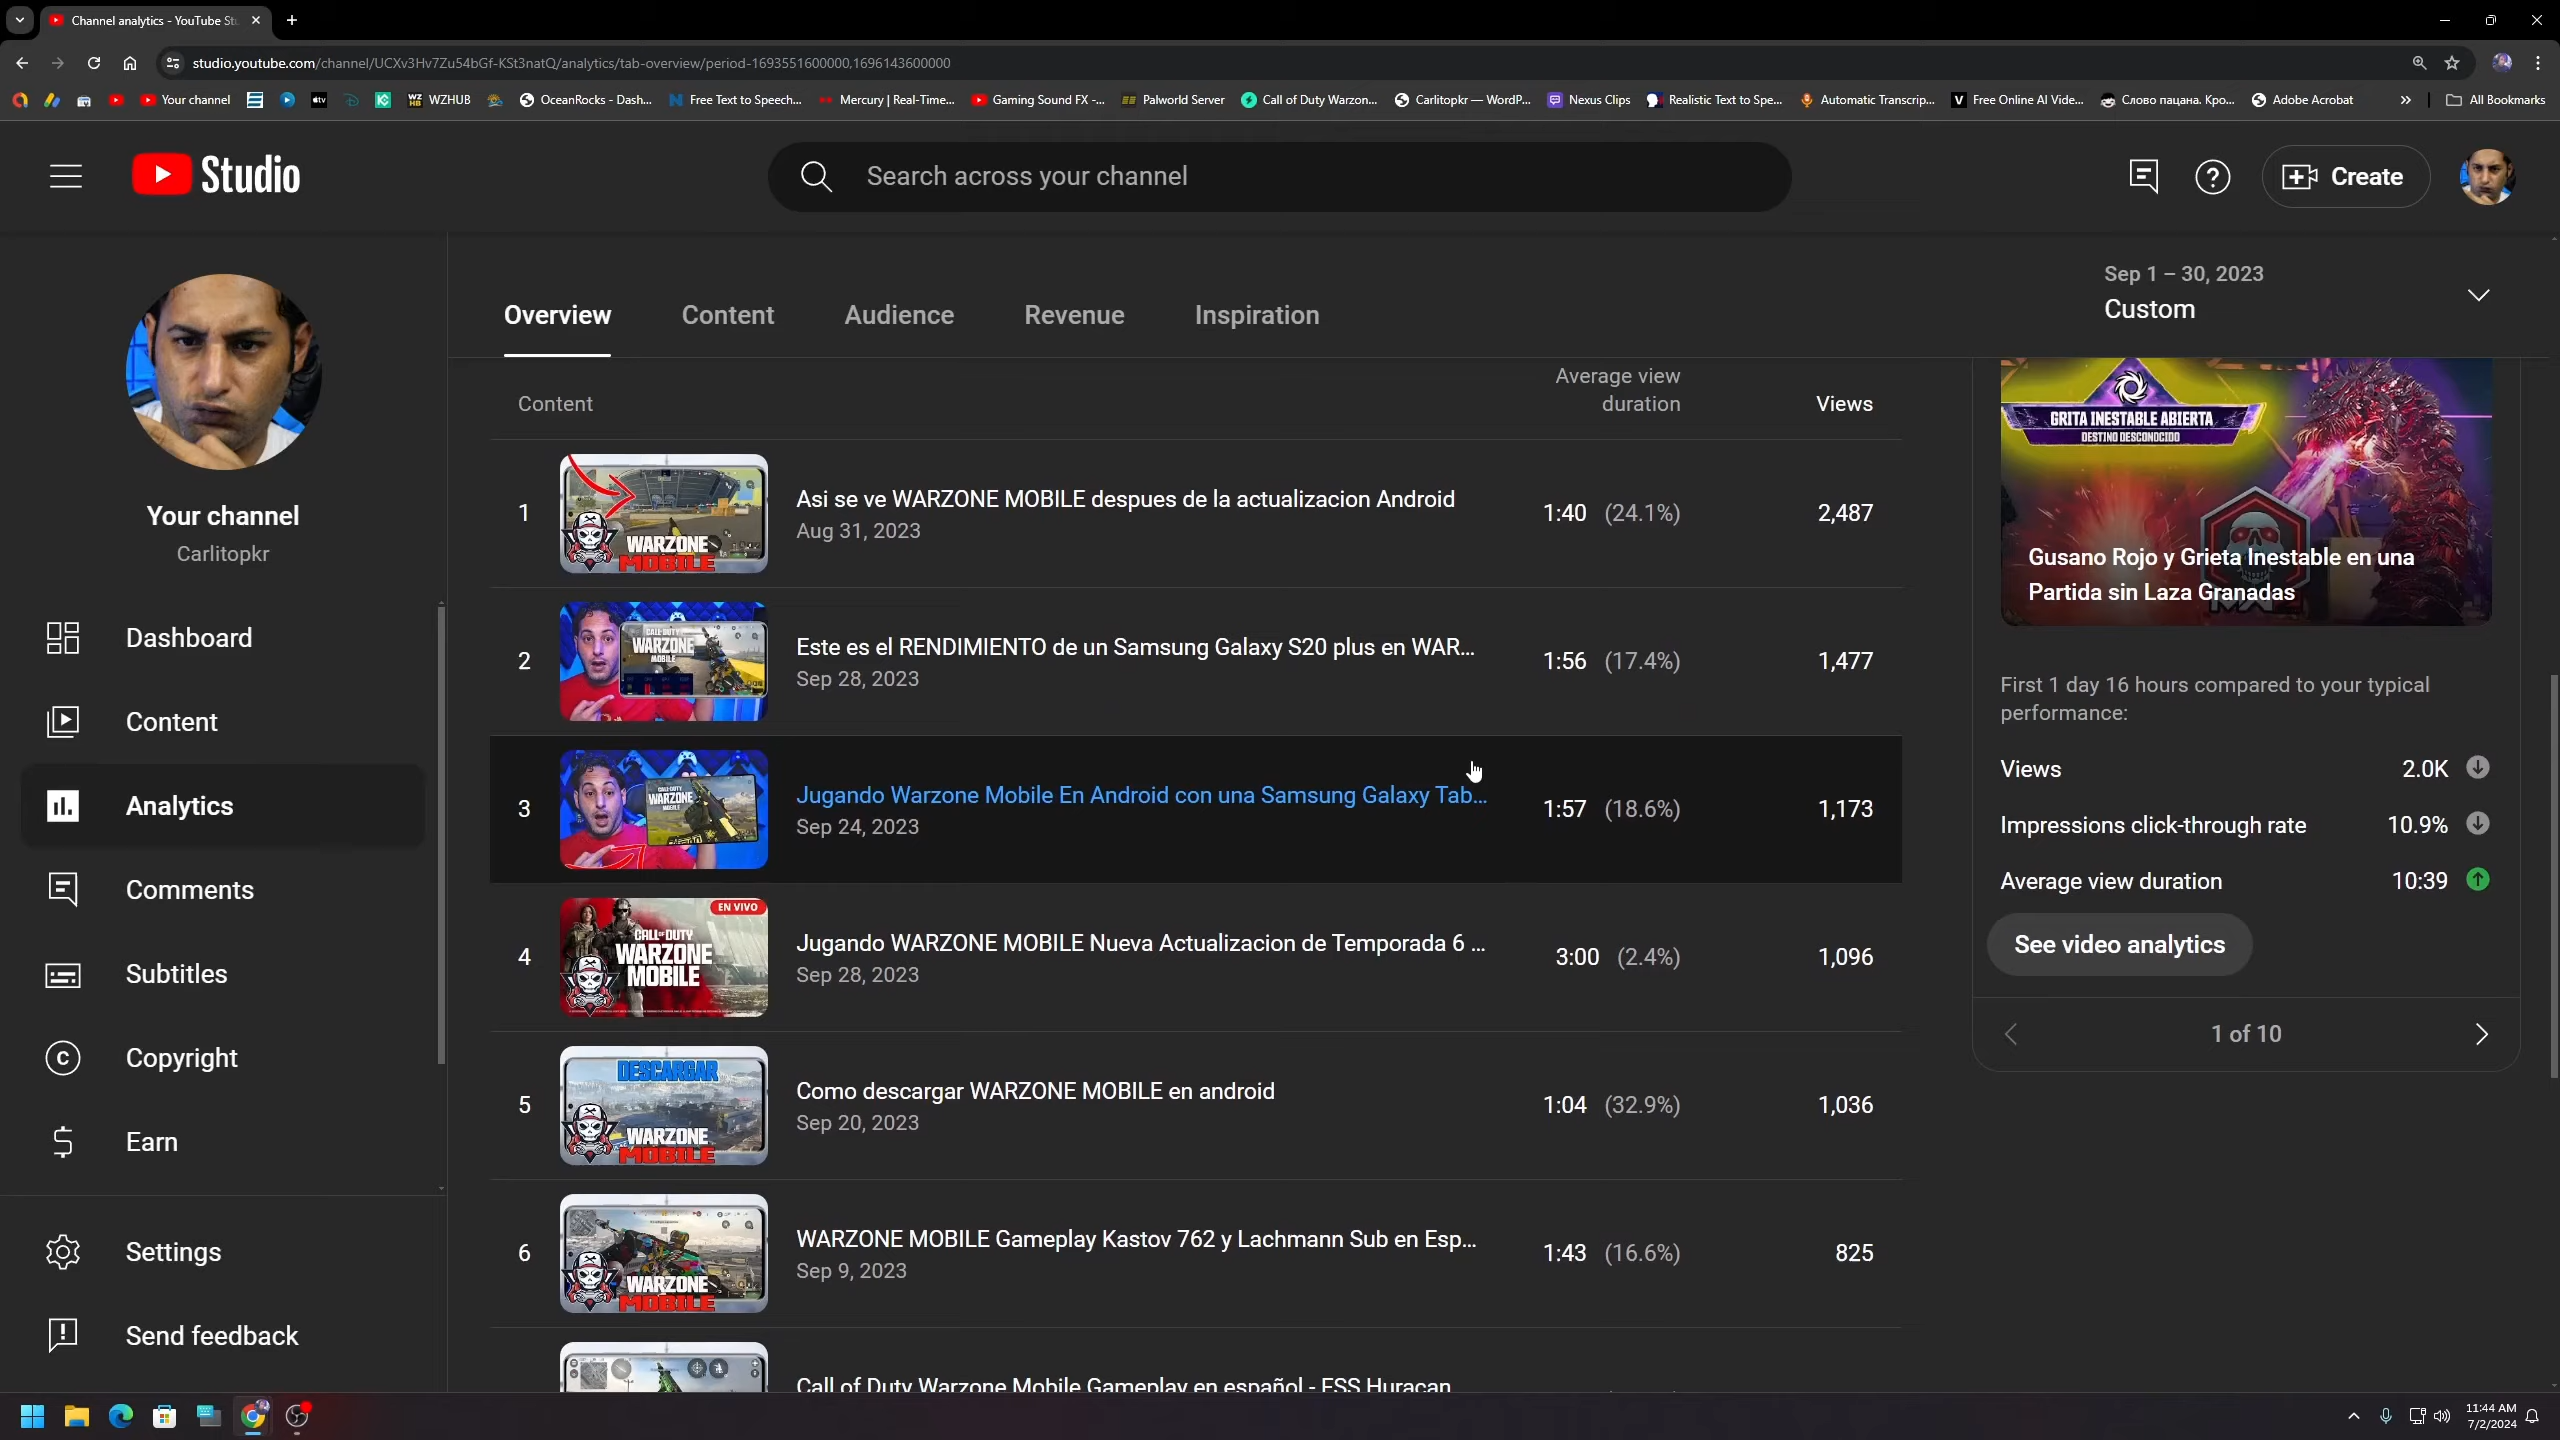 Channel analytics - YouTube Stu
studio.youtube.com/channel/UCXv3Hv7Zu54bGf-KSt3natQ/analytics/tab-overview/period-1693551600000,1696143600000
Your channel
WZHUB
OceanRocks - Dash...
Free Text to Speech...
Mercury | Real-Time...
Gaming Sound FX -...
Palworld Server
Call of Duty Warzon...
Carlitopkr — WordP...
Nexus Clips
Realistic Text to Spe...
Automatic Transcrip...
Free Online AI Vide...
Слово пацана. Кро...
Adobe Acrobat
All Bookmarks
Studio
Search across your channel
Create
Your channel
Carlitopkr
Dashboard
Content
Analytics
Comments
Subtitles
Copyright
Earn
Settings
Send feedback
Overview
Content
Audience
Revenue
Inspiration
Sep 1 – 30, 2023
Custom
Content
Average view
duration
Views
1
WARZONE
MOBILE
Asi se ve WARZONE MOBILE despues de la actualizacion Android
Aug 31, 2023
1:40 (24.1%)
2,487
2
CALL·DUTY
WARZONE
MOBILE
Este es el RENDIMIENTO de un Samsung Galaxy S20 plus en WAR...
Sep 28, 2023
1:56 (17.4%)
1,477
3
WARZONE
MOBILE
Jugando Warzone Mobile En Android con una Samsung Galaxy Tab...
Sep 24, 2023
1:57 (18.6%)
1,173
4
EN VIVO
CALL OF DUTY
WARZONE
MOBILE
Jugando WARZONE MOBILE Nueva Actualizacion de Temporada 6 ...
Sep 28, 2023
3:00 (2.4%)
1,096
5
DESCARGAR
WARZONE
MOBILE
Como descargar WARZONE MOBILE en android
Sep 20, 2023
1:04 (32.9%)
1,036
6
WARZONE
MOBILE
WARZONE MOBILE Gameplay Kastov 762 y Lachmann Sub en Esp...
Sep 9, 2023
1:43 (16.6%)
825
Call of Duty Warzone Mobile Gameplay en español - FSS Huracan
GRITA INESTABLE ABIERTA
DESTINO DESCONOCIDO
Gusano Rojo y Grieta Inestable en una
Partida sin Laza Granadas
First 1 day 16 hours compared to your typical
performance:
Views
2.0K
Impressions click-through rate
10.9%
Average view duration
10:39
See video analytics
1 of 10
11:44 AM
7/2/2024